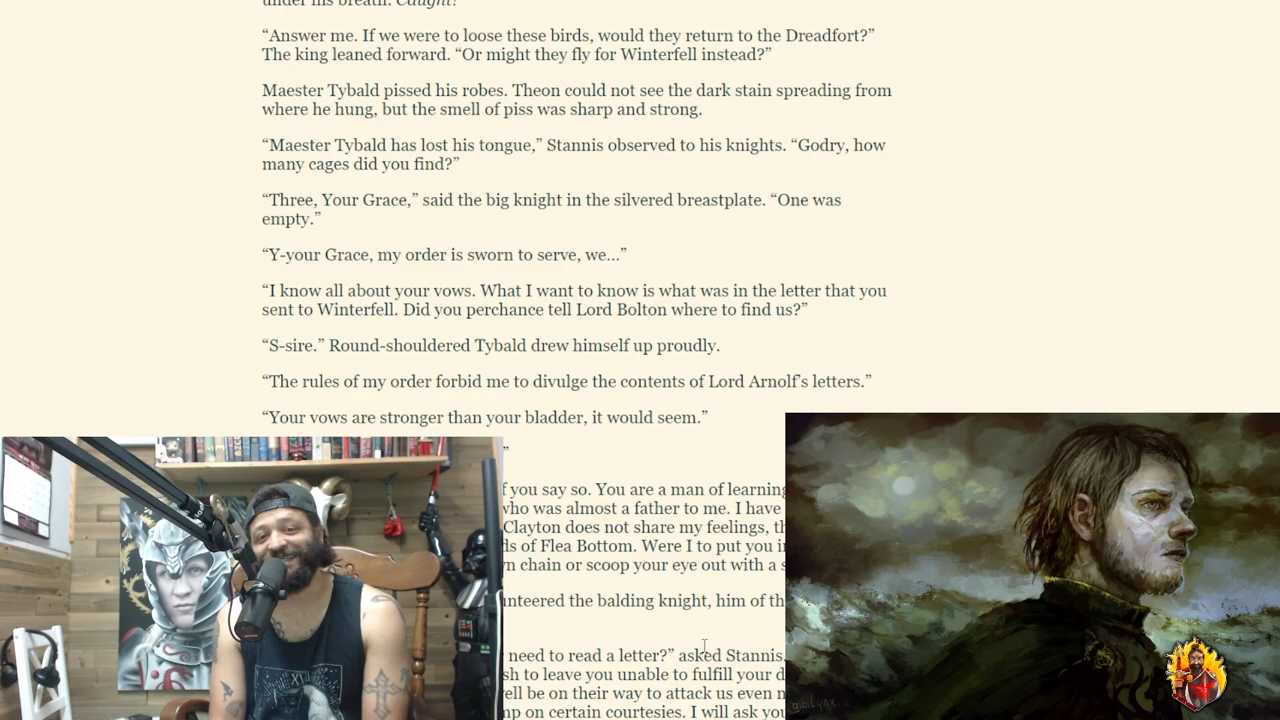 under his breath. Caught!
“Answer me. If we were to loose these birds, would they return to the Dreadfort?”
The king leaned forward. “Or might they fly for Winterfell instead?”
Maester Tybald pissed his robes. Theon could not see the dark stain spreading from
where he hung, but the smell of piss was sharp and strong.
“Maester Tybald has lost his tongue,” Stannis observed to his knights. “Godry, how
many cages did you find?”
“Three, Your Grace,” said the big knight in the silvered breastplate. “One was
empty.”
“Y-your Grace, my order is sworn to serve, we...”
“I know all about your vows. What I want to know is what was in the letter that you
sent to Winterfell. Did you perchance tell Lord Bolton where to find us?”
“S-sire.” Round-shouldered Tybald drew himself up proudly.
“The rules of my order forbid me to divulge the contents of Lord Arnolf’s letters.”
“Your vows are stronger than your bladder, it would seem.”
”
f you say so. You are a man of learning
who was almost a father to me. I have
Clayton does not share my feelings, th
ds of Flea Bottom. Were I to put you i
n chain or scoop your eye out with a s
unteered the balding knight, him of th
need to read a letter?” asked Stannis.
sh to leave you unable to fulfill your d
ell be on their way to attack us even n
mp on certain courtesies. I will ask you
XII